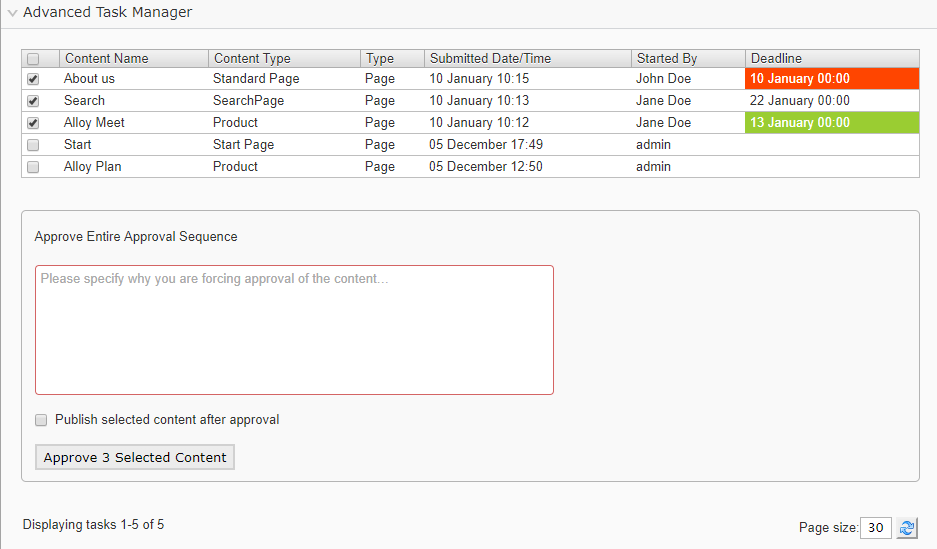 Advanced Task Manager
Content Name Content Type Type Submitted Date/Time Started By Deadline
About us Standard Page Page 10 January 10:15 John Doe 10 January 00:00
Search SearchPage Page 10 January 10:13 Jane Doe 22 January 00:00
Alloy Meet Product Page 10 January 10:12 Jane Doe 13 January 00:00
Start Start Page Page 05 December 17:49 admin
Alloy Plan Product Page 05 December 12:50 admin
Approve Entire Approval Sequence
Please specify why you are forcing approval of the content...
Publish selected content after approval
Approve 3 Selected Content
Displaying tasks 1-5 of 5
Page size: 30